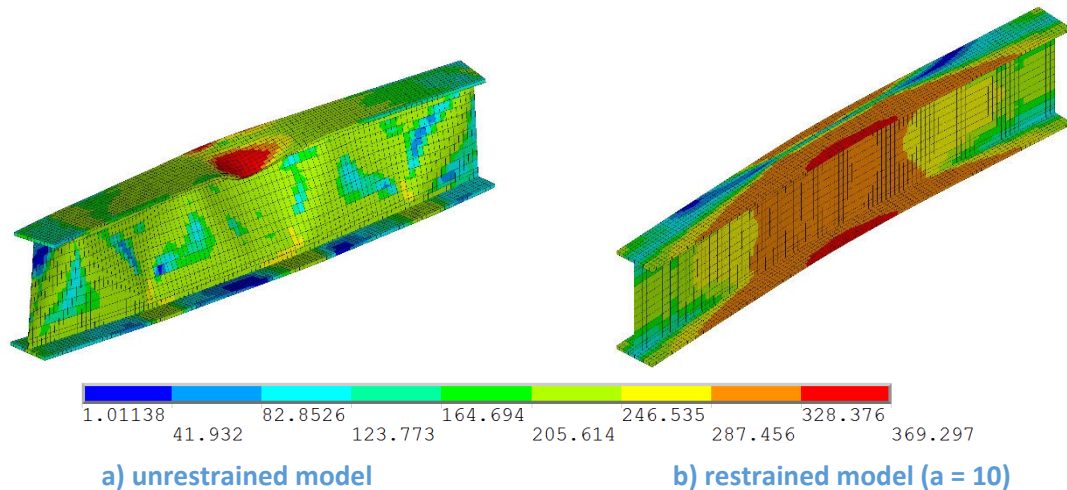 1.01138 82.8526 164.694 246.535 328.376
41.932 123.773 205.614 287.456 369.297
a) unrestrained model b) restrained model (a = 10)